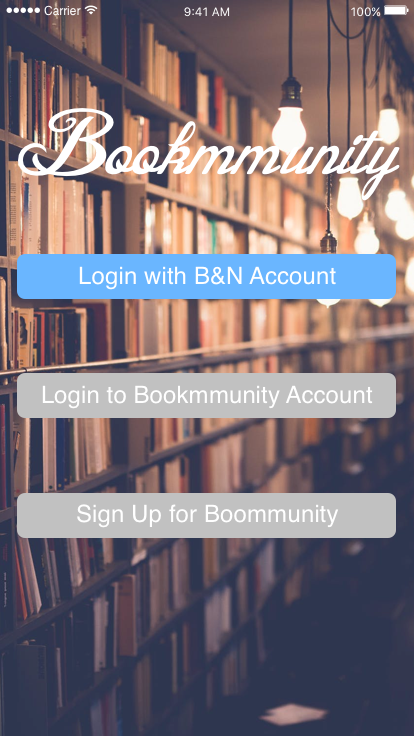 Carrier 9:41 AM 100%
Bookmmunity
Login with B&N Account
Login to Bookmmunity Account
Sign Up for Boommunity